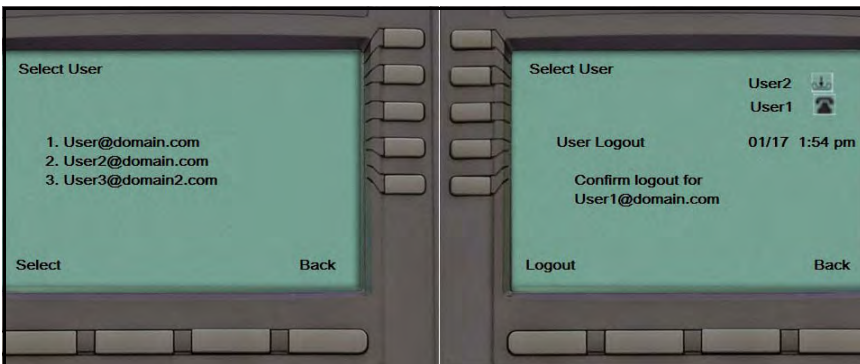 Select User
1. User@domain.com
2. User2@domain.com
3. User3@domain2.com
Select Back
Select User
User2
User1
User Logout 01/17 1:54 pm
Confirm logout for
User1@domain.com
Logout Back